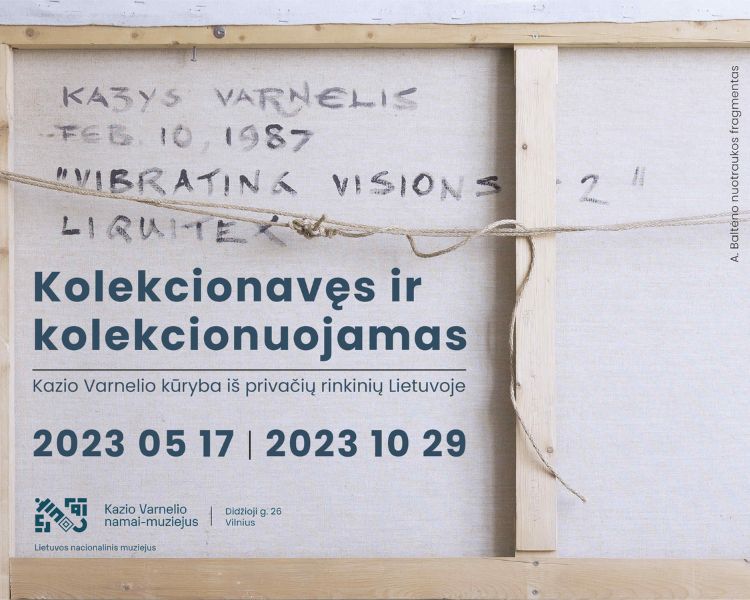 KAZYS VARNELIS
FEB. 10, 1987
"VIBRATING VISIONS - 2"
LIQUITEX
Kolekcionavęs ir
kolekcionuojamas
Kazio Varnelio kūryba iš privačių rinkinių Lietuvoje
2023 05 17 | 2023 10 29
Kazio Varnelio
namai-muziejus
Didžioji g. 26
Vilnius
Lietuvos nacionalinis muziejus
A. Baltėno nuotraukos fragmentas